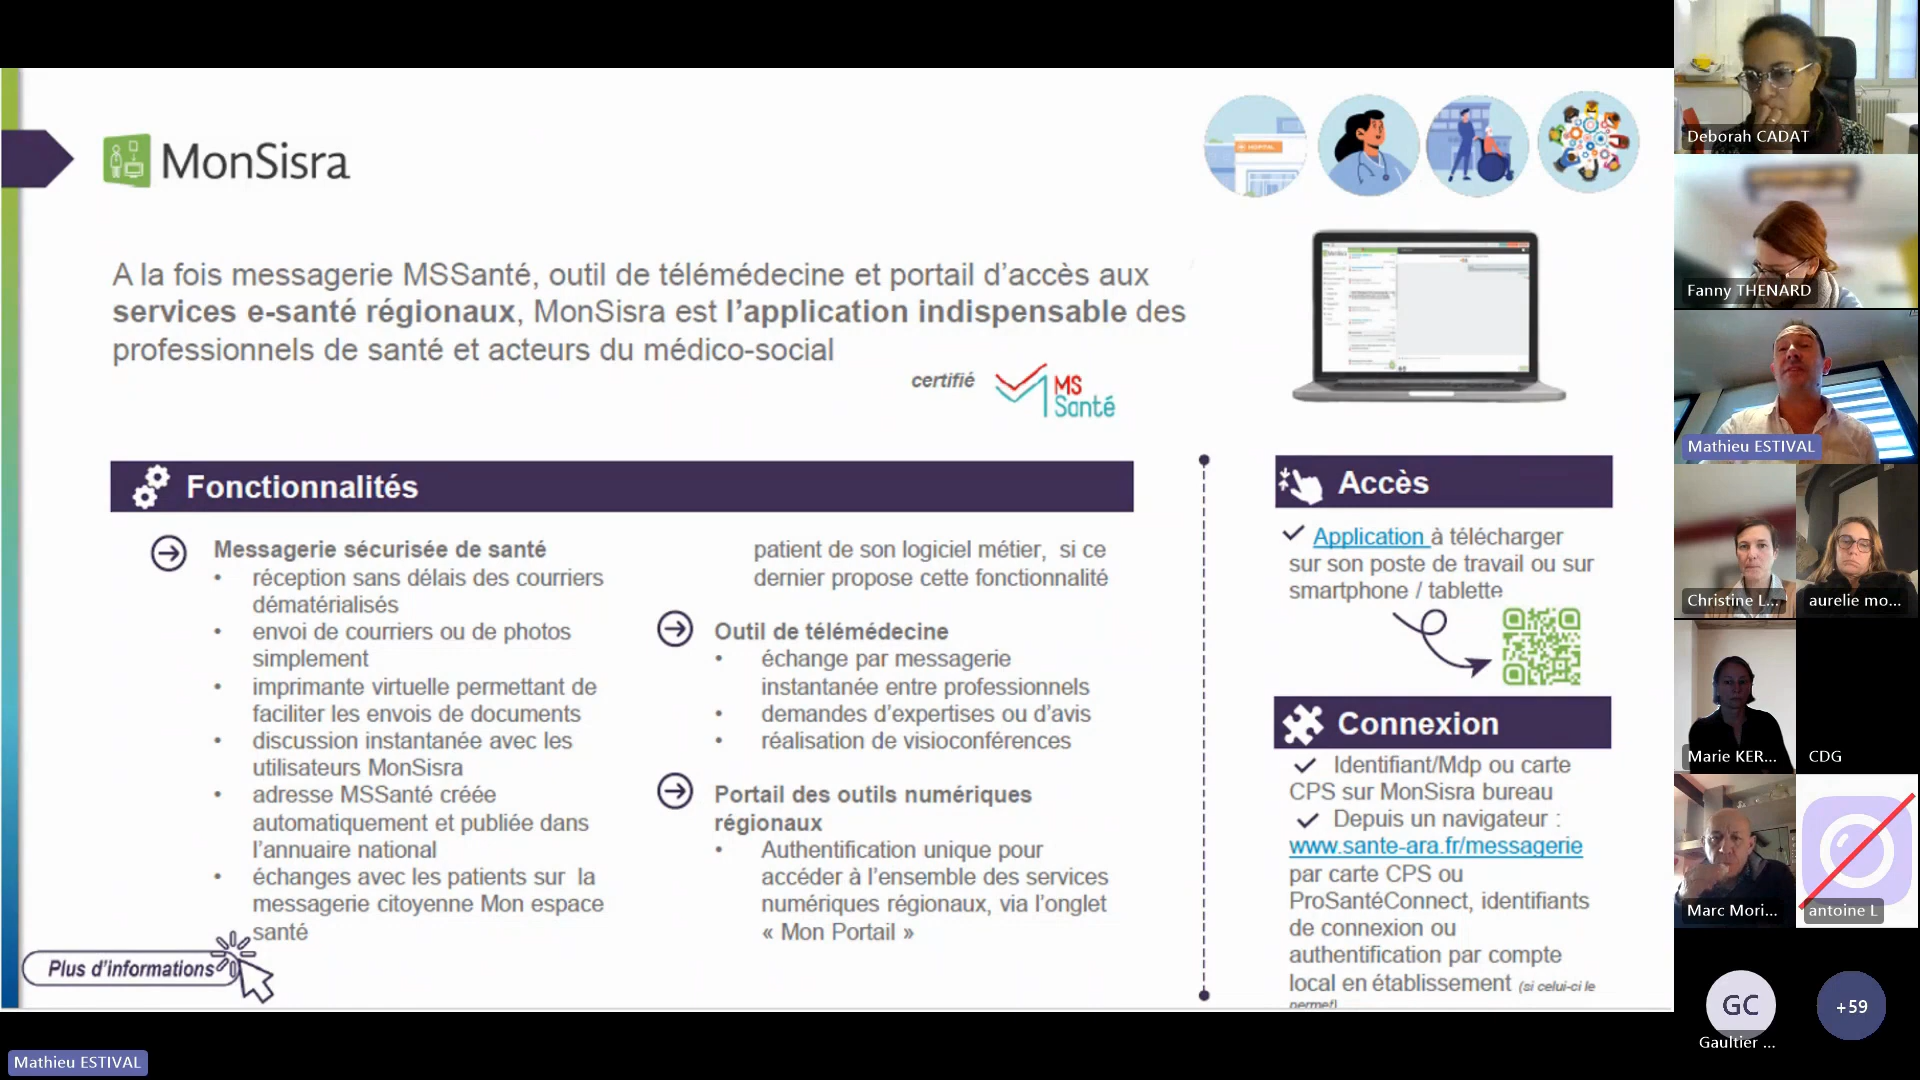 MonSisra
HOPITAL
A la fois messagerie MSSanté, outil de télémédecine et portail d'accès aux
services e-santé régionaux, MonSisra est l'application indispensable des
professionnels de santé et acteurs du médico-social
certifié
MS
Santé
Fonctionnalités
Messagerie sécurisée de santé
• réception sans délais des courriers
dématérialisés
• envoi de courriers ou de photos
simplement
• imprimante virtuelle permettant de
faciliter les envois de documents
• discussion instantanée avec les
utilisateurs MonSisra
• adresse MSSanté créée
automatiquement et publiée dans
l'annuaire national
• échanges avec les patients sur la
messagerie citoyenne Mon espace
santé
Plus d'informations
patient de son logiciel métier, si ce
dernier propose cette fonctionnalité
Outil de télémédecine
• échange par messagerie
instantanée entre professionnels
• demandes d'expertises ou d'avis
• réalisation de visioconférences
Portail des outils numériques
régionaux
• Authentification unique pour
accéder à l'ensemble des services
numériques régionaux, via l'onglet
« Mon Portail »
Accès
Application à télécharger
sur son poste de travail ou sur
smartphone / tablette
Connexion
Identifiant/Mdp ou carte
CPS sur MonSisra bureau
Depuis un navigateur :
www.sante-ara.fr/messagerie
par carte CPS ou
ProSantéConnect, identifiants
de connexion ou
authentification par compte
local en établissement (si celui-ci le
permet)
Deborah CADAT
Fanny THENARD
Mathieu ESTIVAL
Christine L...
aurelie mo...
Marie KER...
CDG
Marc Mori...
antoine L
GC
+59
Gaultier ...
Mathieu ESTIVAL